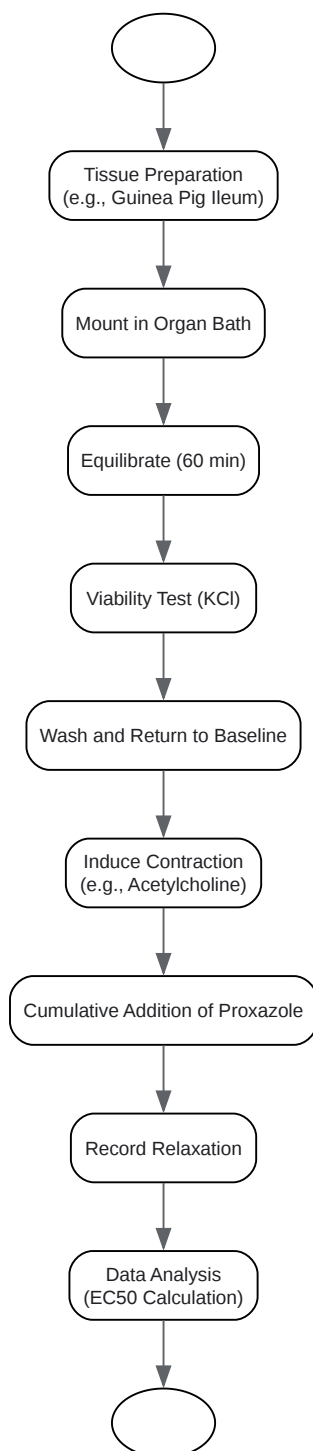 Tissue Preparation
(e.g., Guinea Pig Ileum)
Mount in Organ Bath
Equilibrate (60 min)
Viability Test (KCl)
Wash and Return to Baseline
Induce Contraction
(e.g., Acetylcholine)
Cumulative Addition of Proxazole
Record Relaxation
Data Analysis
(EC50 Calculation)